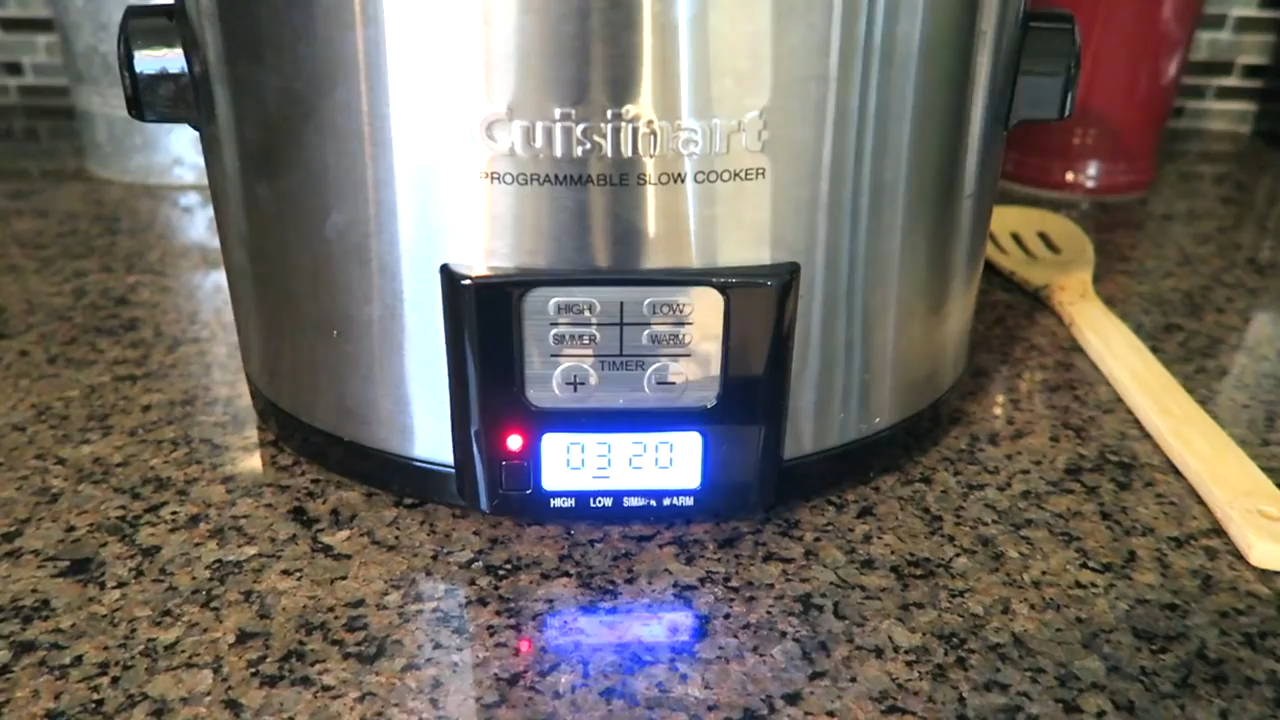 Cuisinart
PROGRAMMABLE SLOW COOKER
HIGH LOW
SIMMER WARM
TIMER
+ −
03 20
HIGH LOW SIMMER WARM